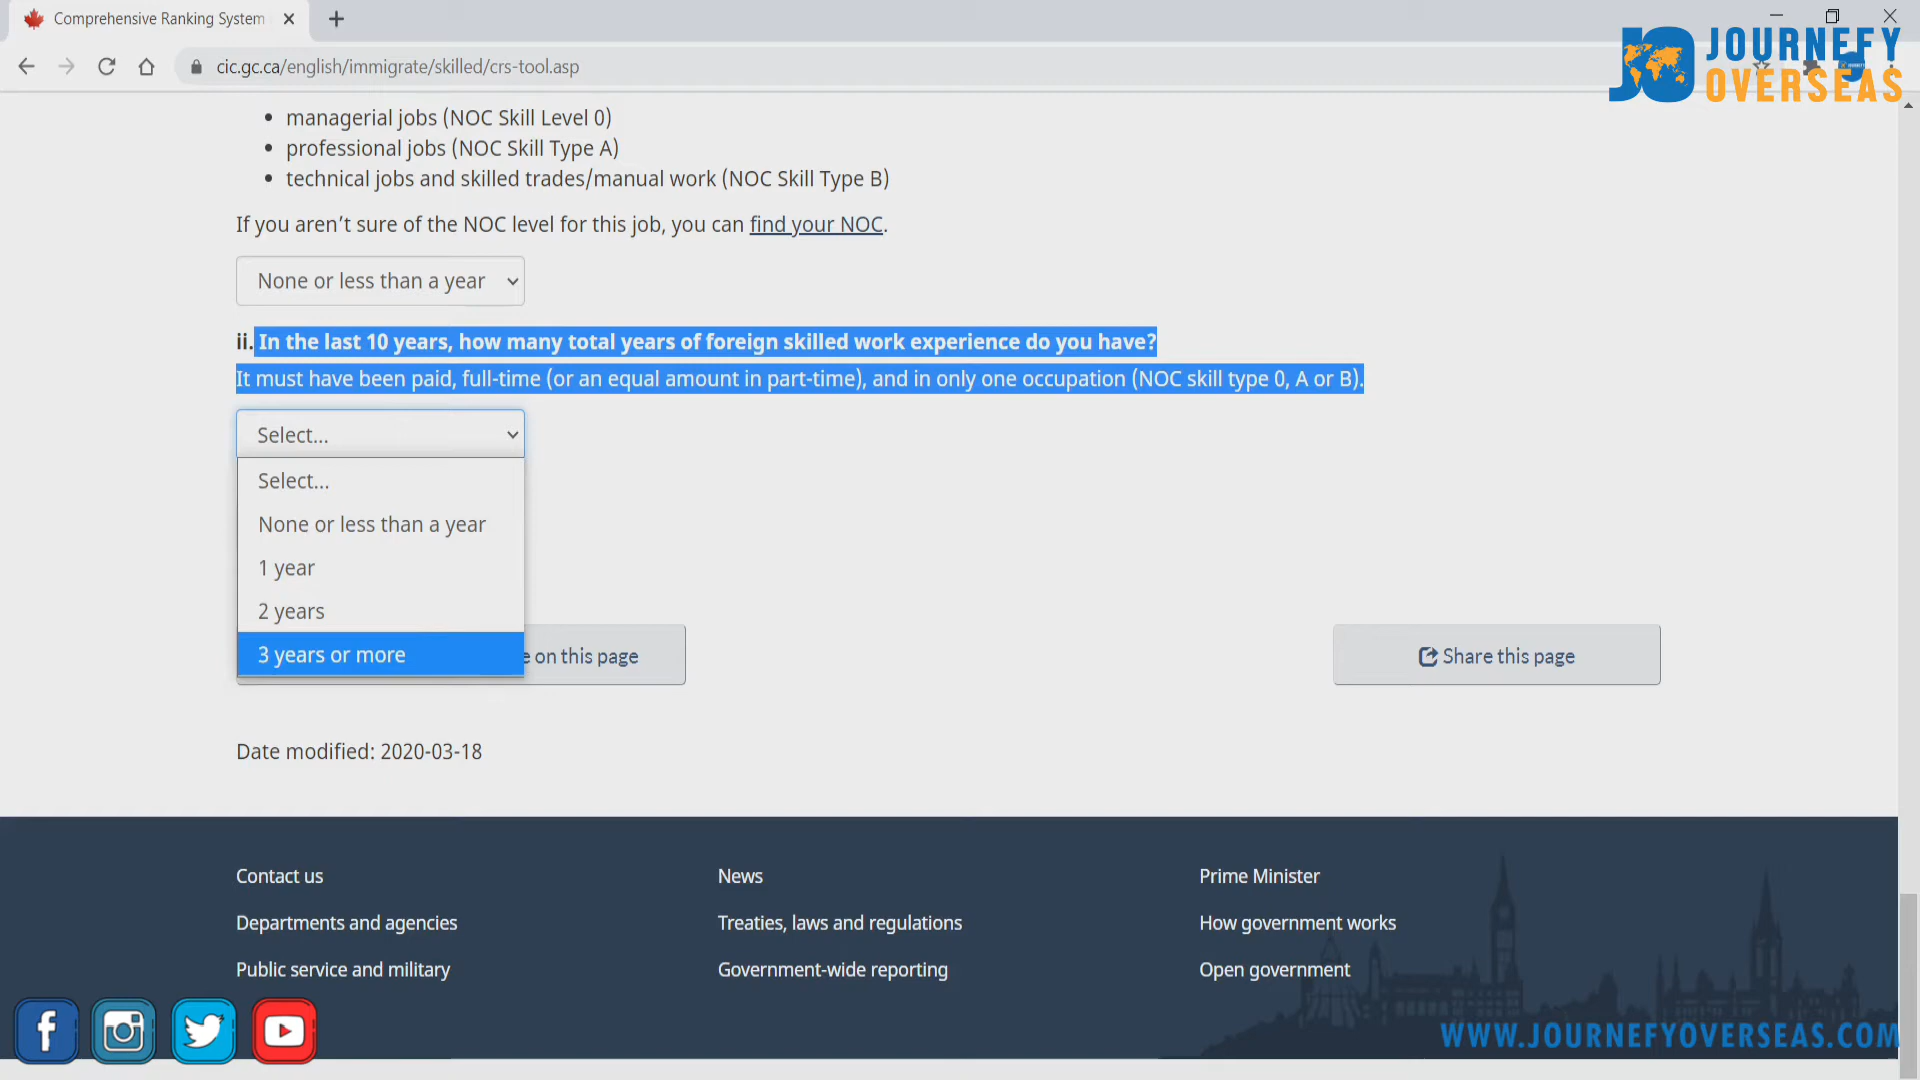 Comprehensive Ranking System
cic.gc.ca/english/immigrate/skilled/crs-tool.asp
JOURNEFY
OVERSEAS
managerial jobs (NOC Skill Level 0)
professional jobs (NOC Skill Type A)
technical jobs and skilled trades/manual work (NOC Skill Type B)
If you aren’t sure of the NOC level for this job, you can find your NOC.
None or less than a year
ii. In the last 10 years, how many total years of foreign skilled work experience do you have?
It must have been paid, full-time (or an equal amount in part-time), and in only one occupation (NOC skill type 0, A or B).
Select...
Select...
None or less than a year
1 year
2 years
3 years or more
e on this page
Share this page
Date modified: 2020-03-18
Contact us
News
Prime Minister
Departments and agencies
Treaties, laws and regulations
How government works
Public service and military
Government-wide reporting
Open government
WWW.JOURNEFYOVERSEAS.COM